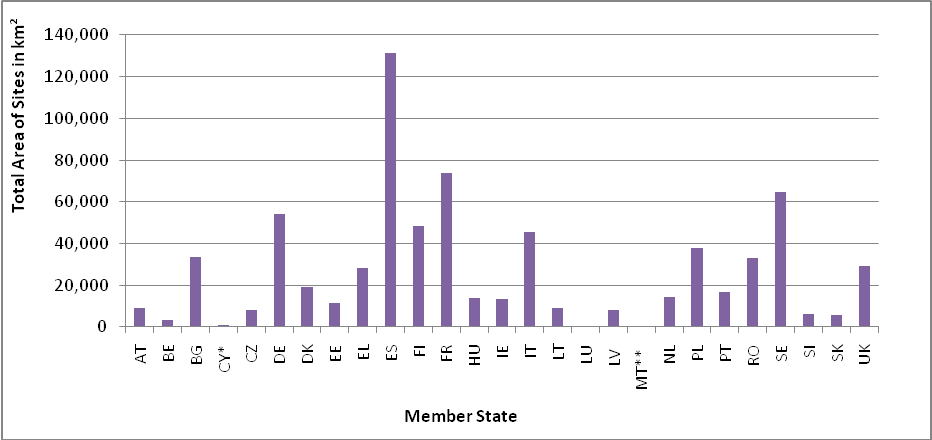 Total Area of Sites in km²
140,000
120,000
100,000
80,000
60,000
40,000
20,000
0
AT BE BG CY* CZ DE DK EE EL ES FI FR HU IE IT LT LU LV MT** NL PL PT RO SE SI SK UK
Member State